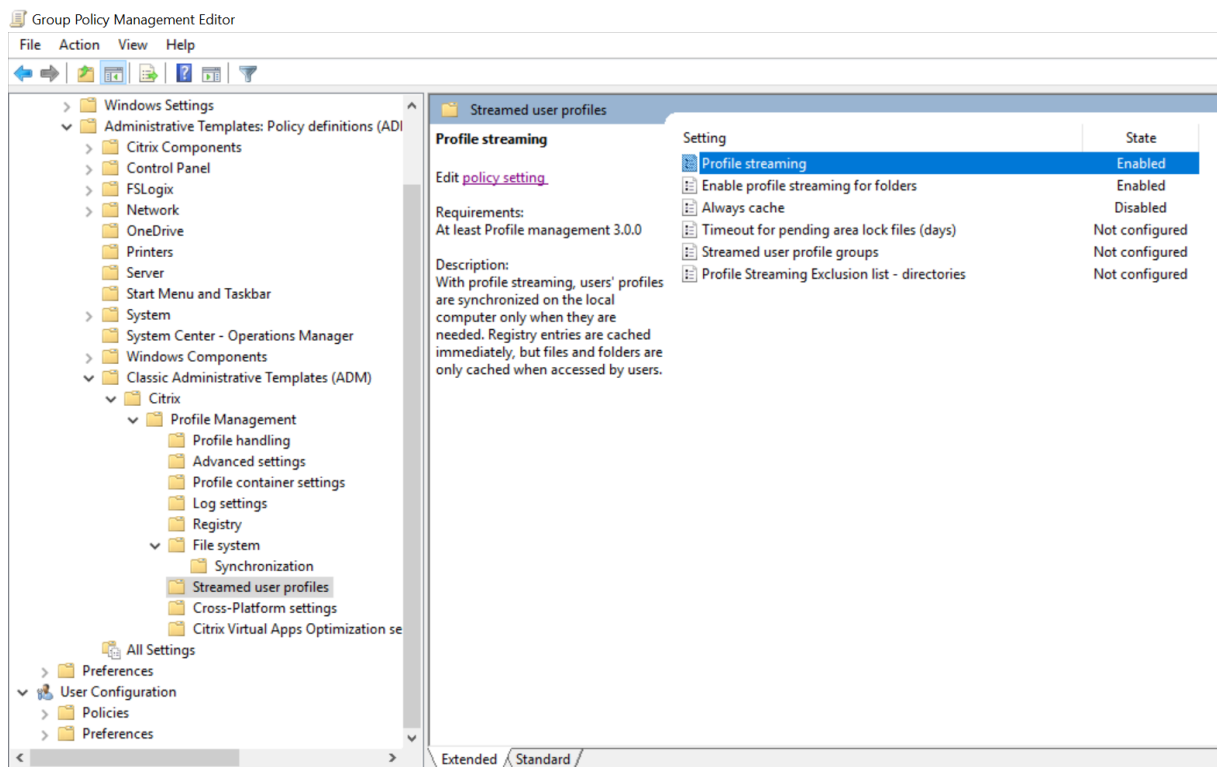 Group Policy Management Editor
File Action View Help
Windows Settings
Administrative Templates: Policy definitions (ADI
Citrix Components
Control Panel
FSLogix
Network
OneDrive
Printers
Server
Start Menu and Taskbar
System
System Center - Operations Manager
Windows Components
Classic Administrative Templates (ADM)
Citrix
Profile Management
Profile handling
Advanced settings
Profile container settings
Log settings
Registry
File system
Synchronization
Streamed user profiles
Cross-Platform settings
Citrix Virtual Apps Optimization se
All Settings
Preferences
User Configuration
Policies
Preferences
Streamed user profiles
Profile streaming
Edit policy setting
Requirements:
At least Profile management 3.0.0
Description:
With profile streaming, users' profiles
are synchronized on the local
computer only when they are
needed. Registry entries are cached
immediately, but files and folders are
only cached when accessed by users.
Setting State
Profile streaming Enabled
Enable profile streaming for folders Enabled
Always cache Disabled
Timeout for pending area lock files (days) Not configured
Streamed user profile groups Not configured
Profile Streaming Exclusion list - directories Not configured
Extended Standard